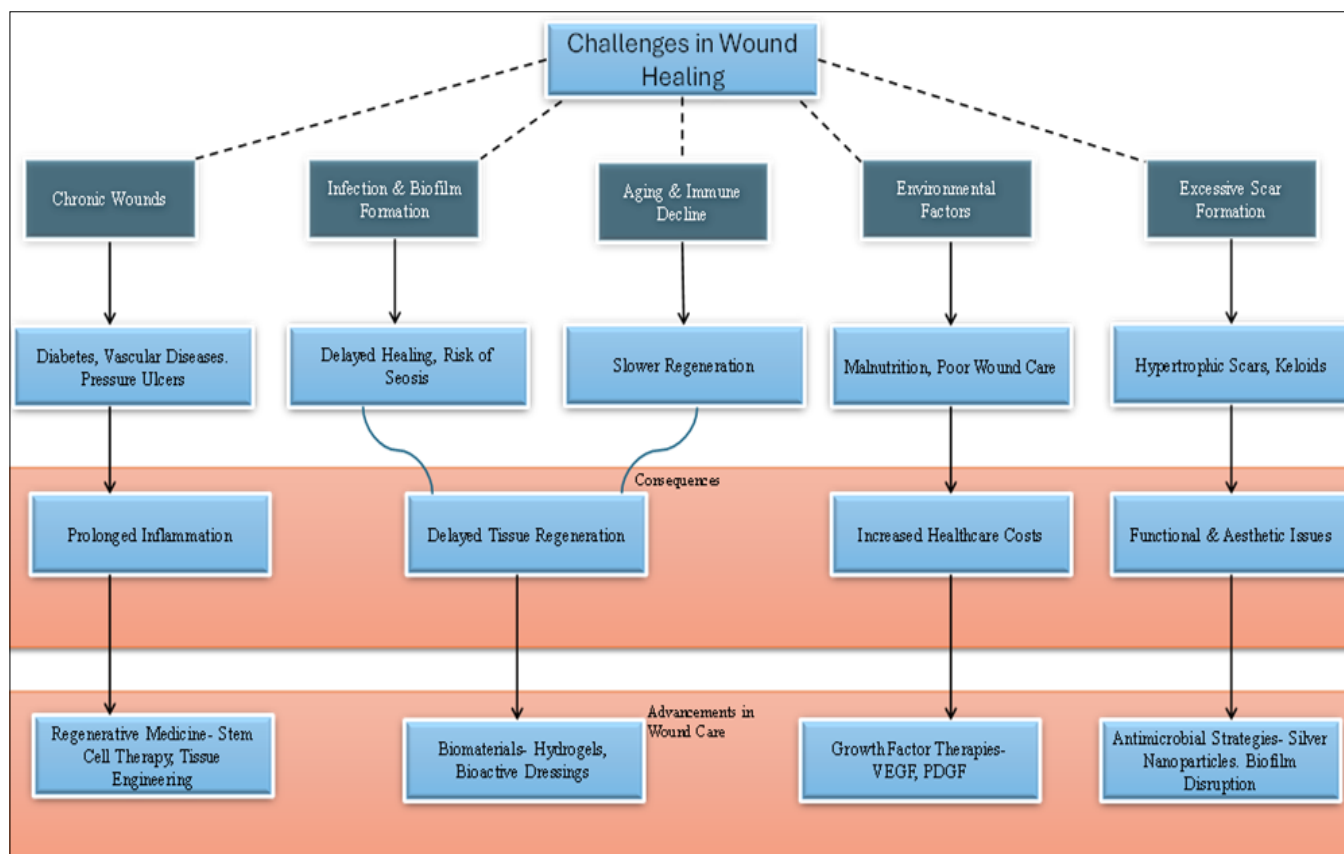 Challenges in Wound
Healing
Chronic Wounds
Infection & Biofilm
Formation
Aging & Immune
Decline
Environmental
Factors
Excessive Scar
Formation
Diabetes, Vascular Diseases.
Pressure Ulcers
Delayed Healing, Risk of
Seosis
Slower Regeneration
Malnutrition, Poor Wound Care
Hypertrophic Scars, Keloids
Consequences
Prolonged Inflammation
Delayed Tissue Regeneration
Increased Healthcare Costs
Functional & Aesthetic Issues
Advancements in
Wound Care
Regenerative Medicine- Stem
Cell Therapy, Tissue
Engineering
Biomaterials- Hydrogels,
Bioactive Dressings
Growth Factor Therapies-
VEGF, PDGF
Antimicrobial Strategies- Silver
Nanoparticles. Biofilm
Disruption